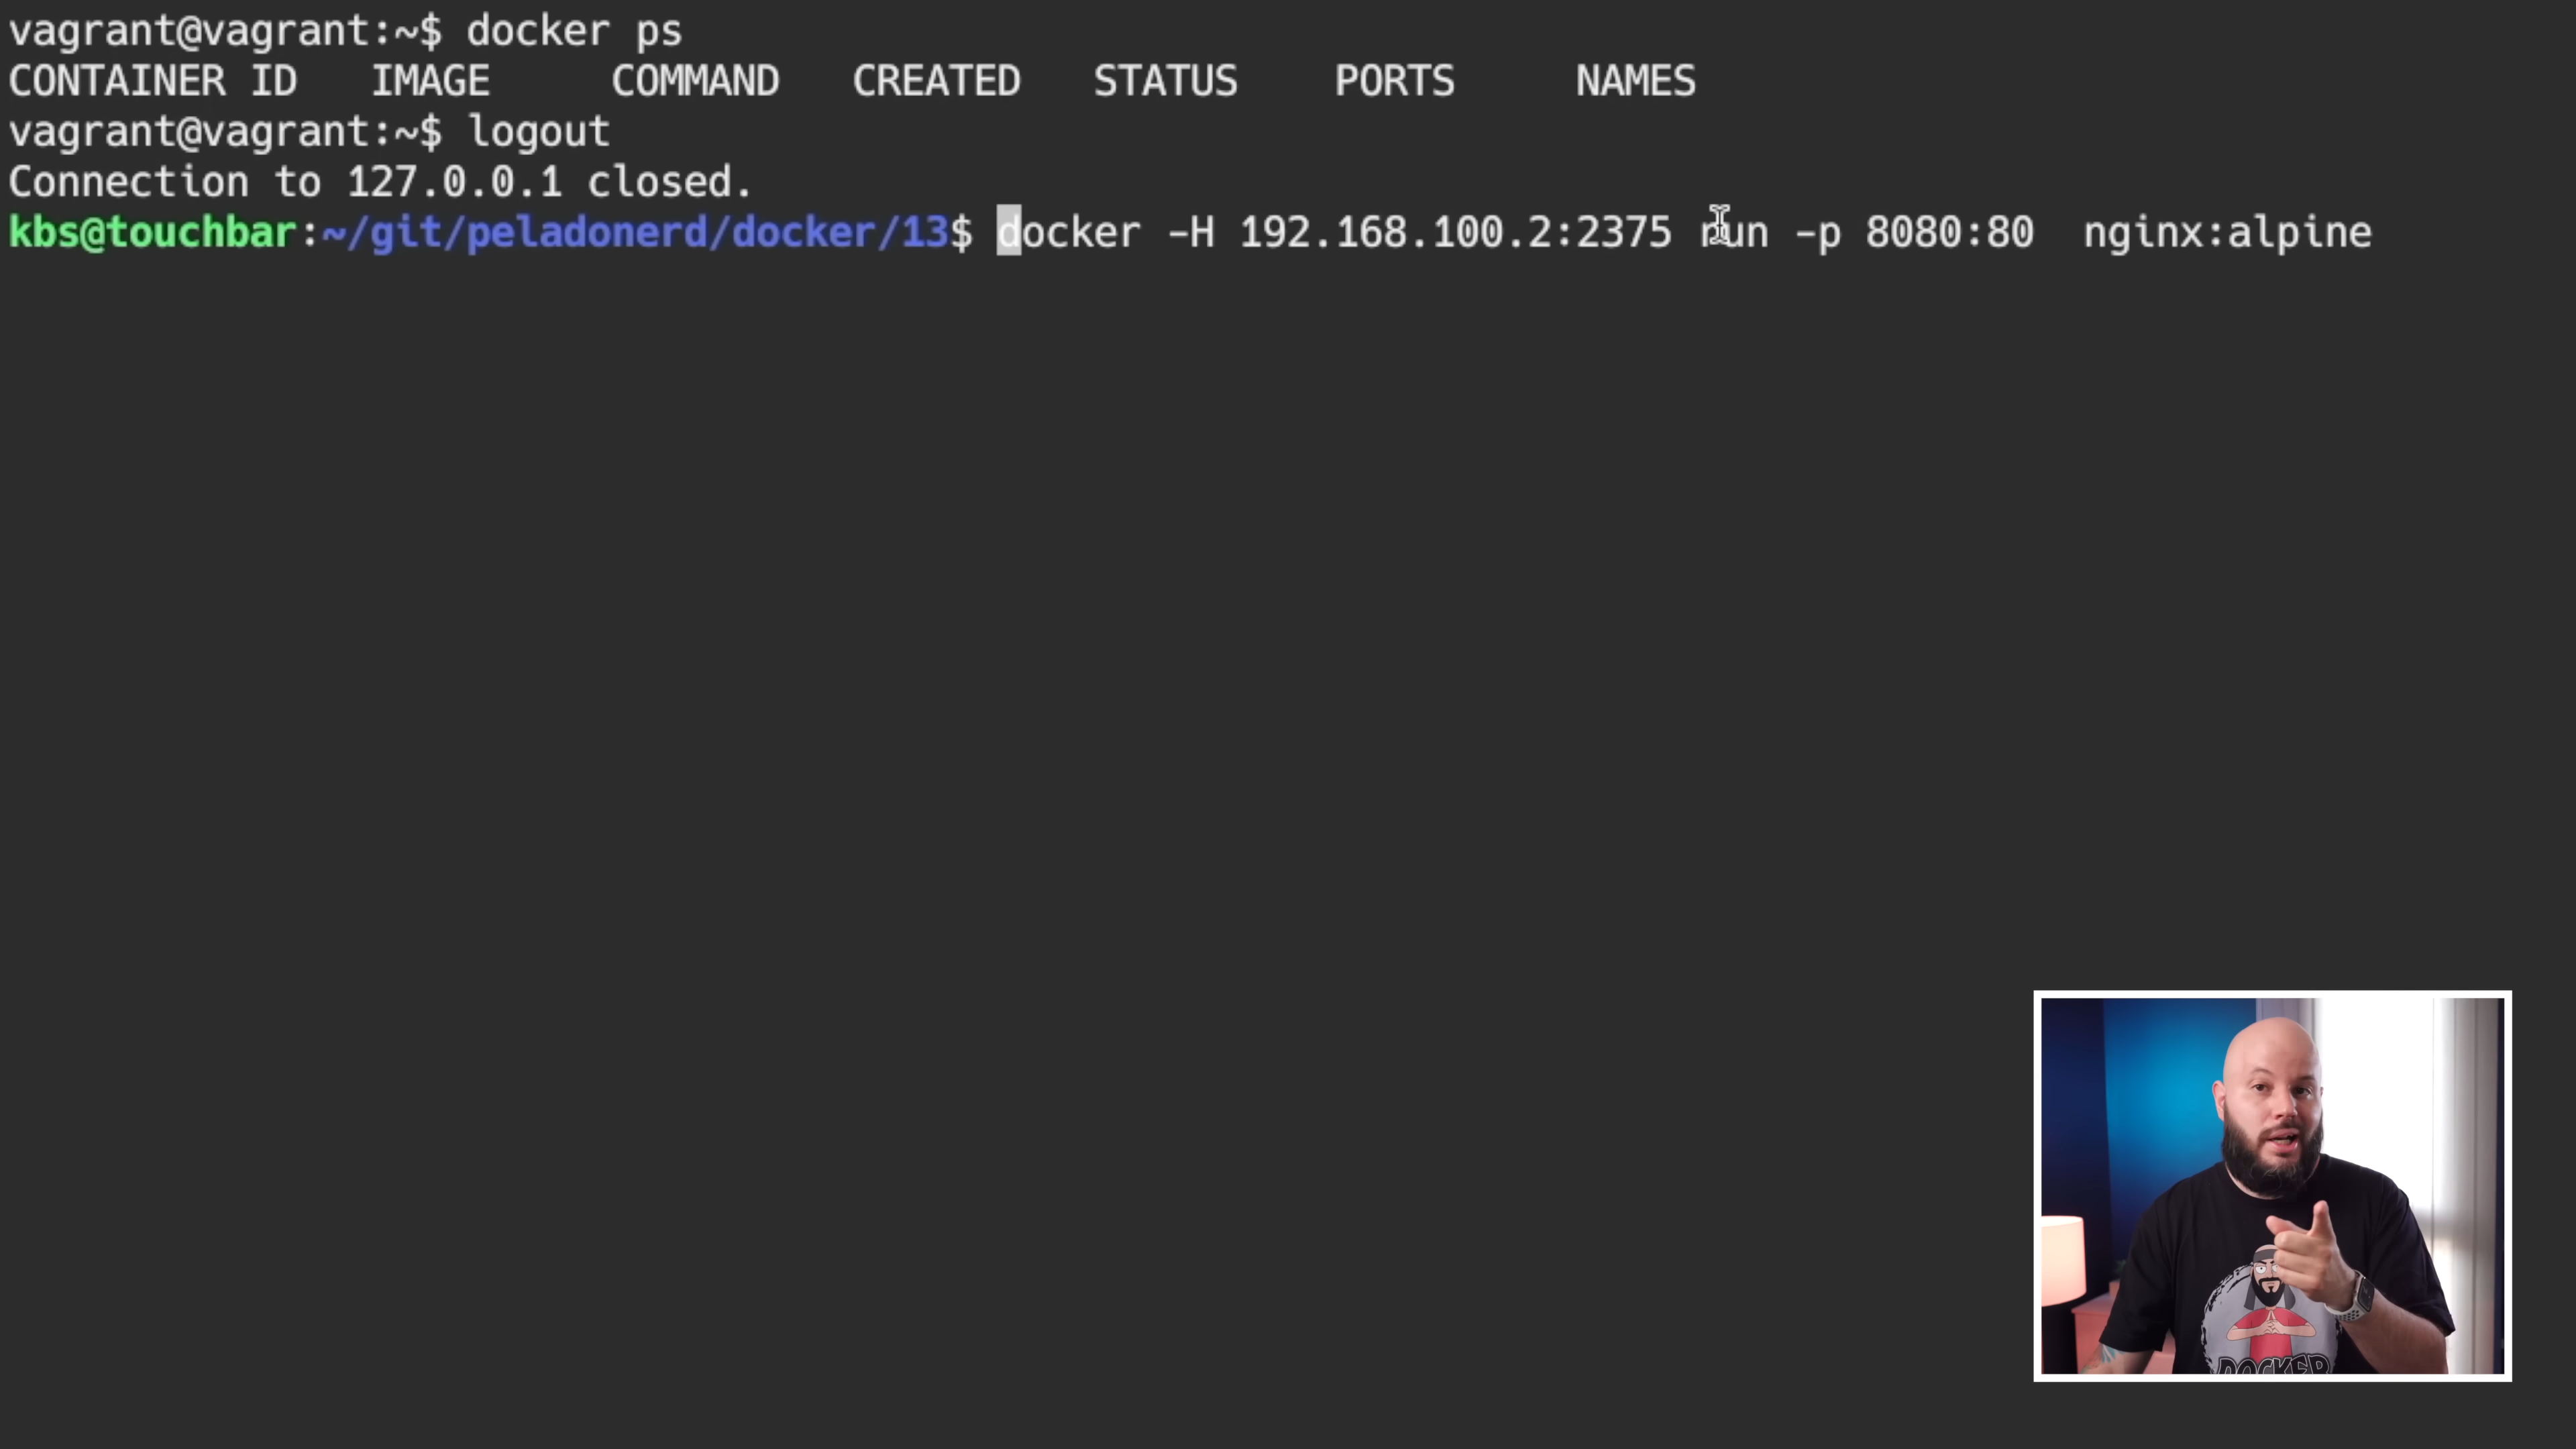 vagrant@vagrant:~$ docker ps
CONTAINER ID   IMAGE     COMMAND   CREATED   STATUS    PORTS     NAMES
vagrant@vagrant:~$ logout
Connection to 127.0.0.1 closed.
kbs@touchbar:~/git/peladonerd/docker/13$ docker -H 192.168.100.2:2375 run -p 8080:80  nginx:alpine
DOCKER